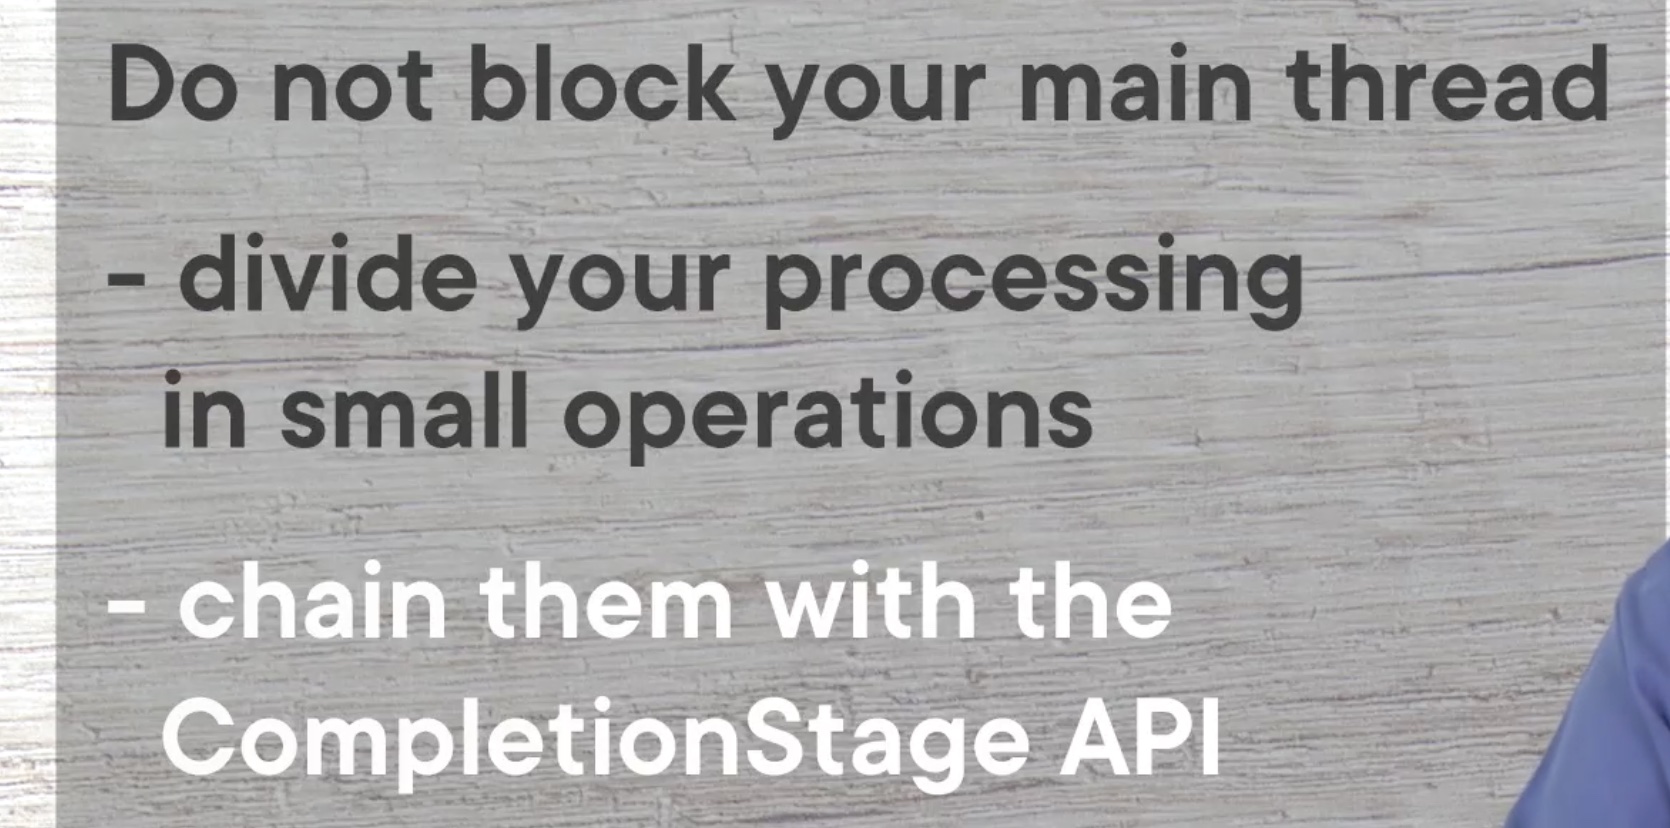 Do not block your main thread
- divide your processing
in small operations
- chain them with the
CompletionStage API